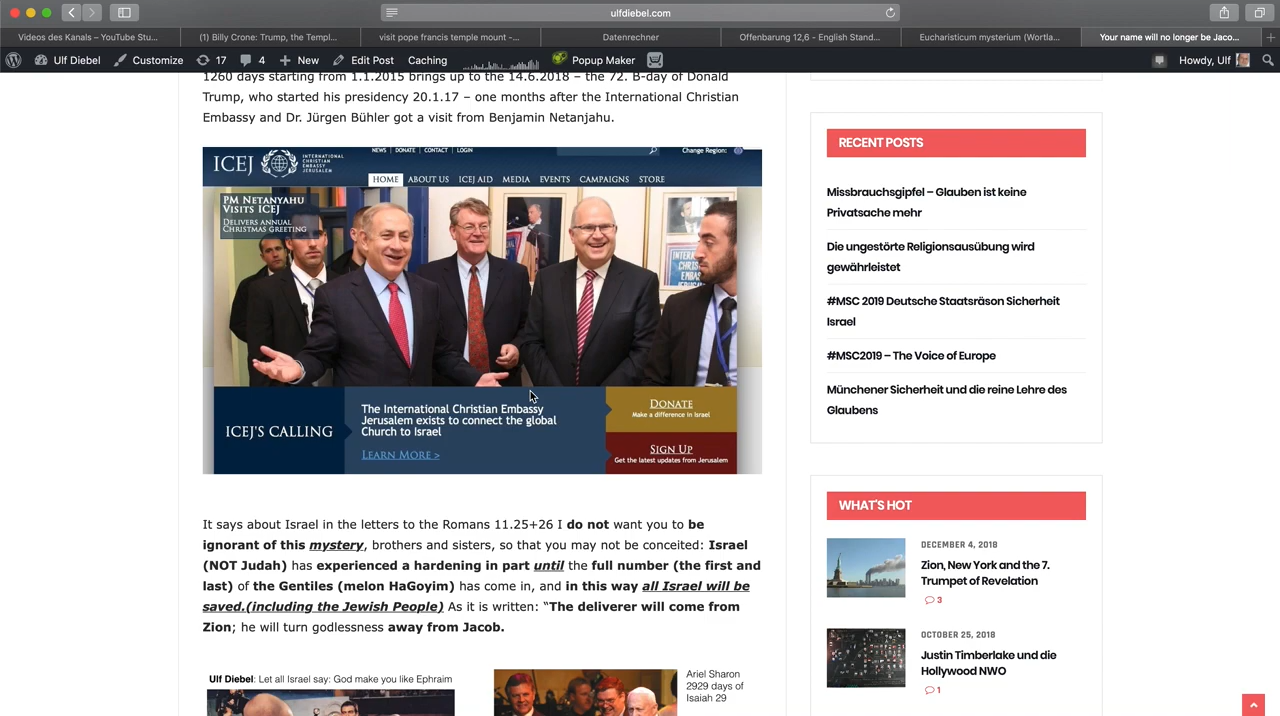 ulfdiebel.com
Videos des Kanals – YouTube Stu...
(1) Billy Crone: Trump, the Templ...
visit pope francis temple mount -...
Datenrechner
Offenbarung 12,6 - English Stand...
Eucharisticum mysterium (Wortla...
Your name will no longer be Jaco...
Ulf Diebel
Customize
17
4
New
Edit Post
Caching
Popup Maker
Howdy, Ulf
1260 days starting from 1.1.2015 brings up to the 14.6.2018 – the 72. B-day of Donald
Trump, who started his presidency 20.1.17 – one months after the International Christian
Embassy and Dr. Jürgen Bühler got a visit from Benjamin Netanjahu.
ICEJ
INTERNATIONAL
CHRISTIAN
EMBASSY
JERUSALEM
NEWS | DONATE | CONTACT | LOGIN
Change Region:
HOME ABOUT US ICEJ AID MEDIA EVENTS CAMPAIGNS STORE
PM NETANYAHU
VISITS ICEJ
DELIVERS ANNUAL
CHRISTMAS GREETING
ICEJ'S CALLING
The International Christian Embassy
Jerusalem exists to connect the global
Church to Israel
LEARN MORE >
DONATE
Make a difference in Israel
SIGN UP
Get the latest updates from Jerusalem
It says about Israel in the letters to the Romans 11.25+26 I do not want you to be
ignorant of this mystery, brothers and sisters, so that you may not be conceited: Israel
(NOT Judah) has experienced a hardening in part until the full number (the first and
last) of the Gentiles (melon HaGoyim) has come in, and in this way all Israel will be
saved.(including the Jewish People) As it is written: “The deliverer will come from
Zion; he will turn godlessness away from Jacob.
Ulf Diebel: Let all Israel say: God make you like Ephraim
Ariel Sharon
2929 days of
Isaiah 29
RECENT POSTS
Missbrauchsgipfel – Glauben ist keine
Privatsache mehr
Die ungestörte Religionsausübung wird
gewährleistet
#MSC 2019 Deutsche Staatsräson Sicherheit
Israel
#MSC2019 – The Voice of Europe
Münchener Sicherheit und die reine Lehre des
Glaubens
WHAT'S HOT
DECEMBER 4, 2018
Zion, New York and the 7.
Trumpet of Revelation
3
OCTOBER 25, 2018
Justin Timberlake und die
Hollywood NWO
1